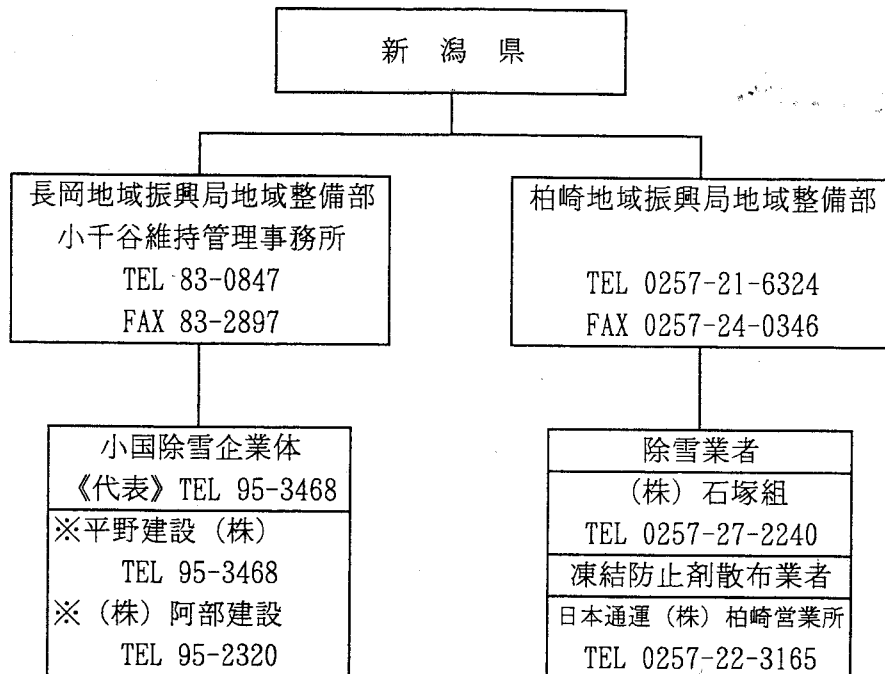 新潟県
長岡地域振興局地域整備部
小千谷維持管理事務所
TEL 83-0847
FAX 83-2897
柏崎地域振興局地域整備部
TEL 0257-21-6324
FAX 0257-24-0346
小国除雪企業体
《代表》TEL 95-3468
※平野建設（株）
TEL 95-3468
※（株）阿部建設
TEL 95-2320
除雪業者
（株）石塚組
TEL 0257-27-2240
凍結防止剤散布業者
日本通運（株）柏崎営業所
TEL 0257-22-3165